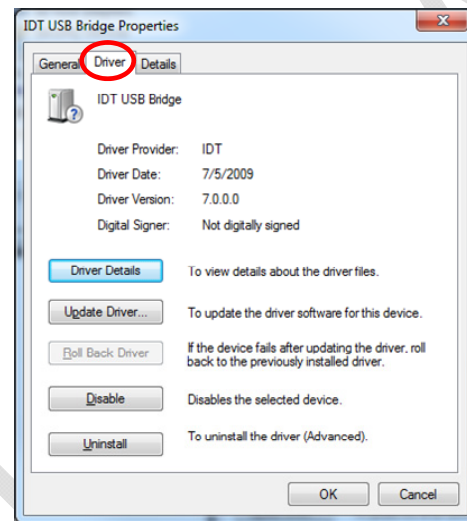 IDT USB Bridge Properties
General Driver Details
IDT USB Bridge
Driver Provider: IDT
Driver Date: 7/5/2009
Driver Version: 7.0.0.0
Digital Signer: Not digitally signed
Driver Details To view details about the driver files.
Update Driver... To update the driver software for this device.
Roll Back Driver If the device fails after updating the driver, roll
back to the previously installed driver.
Disable Disables the selected device.
Uninstall To uninstall the driver (Advanced).
OK Cancel